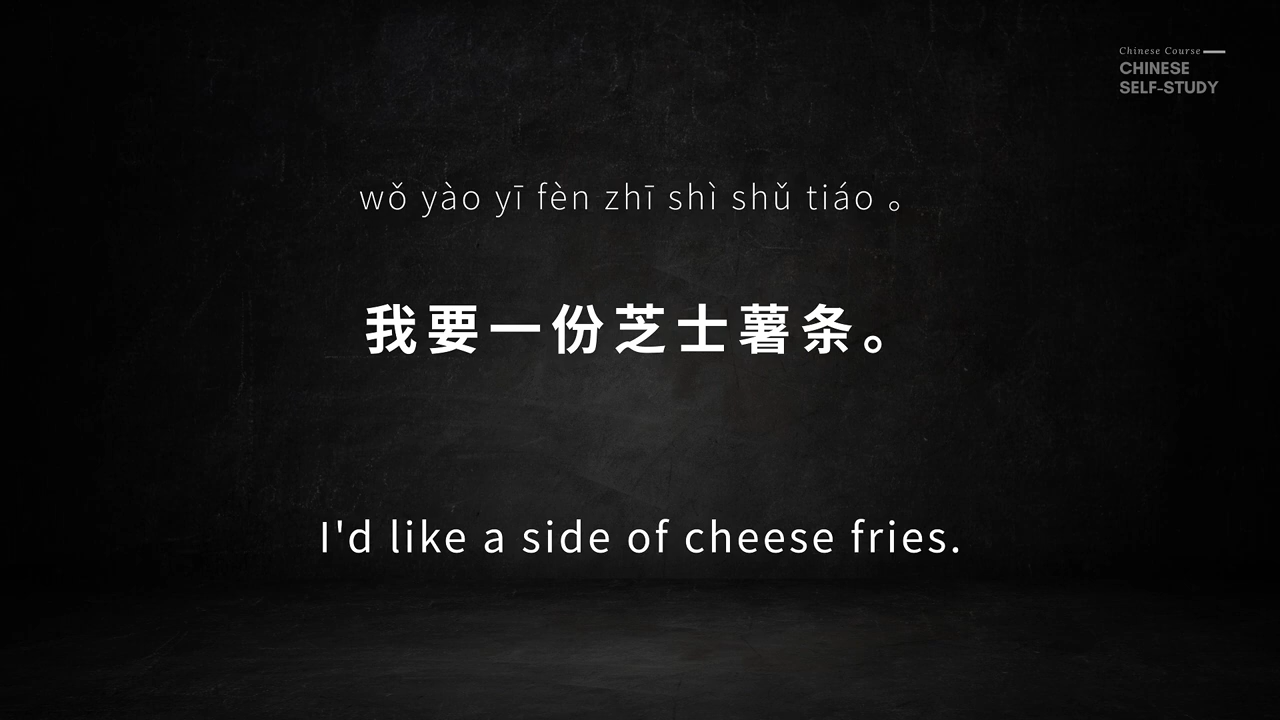 Chinese Course
CHINESE
SELF-STUDY
wǒ yào yī fèn zhī shì shǔ tiáo 。
我要一份芝士薯条。
I'd like a side of cheese fries.